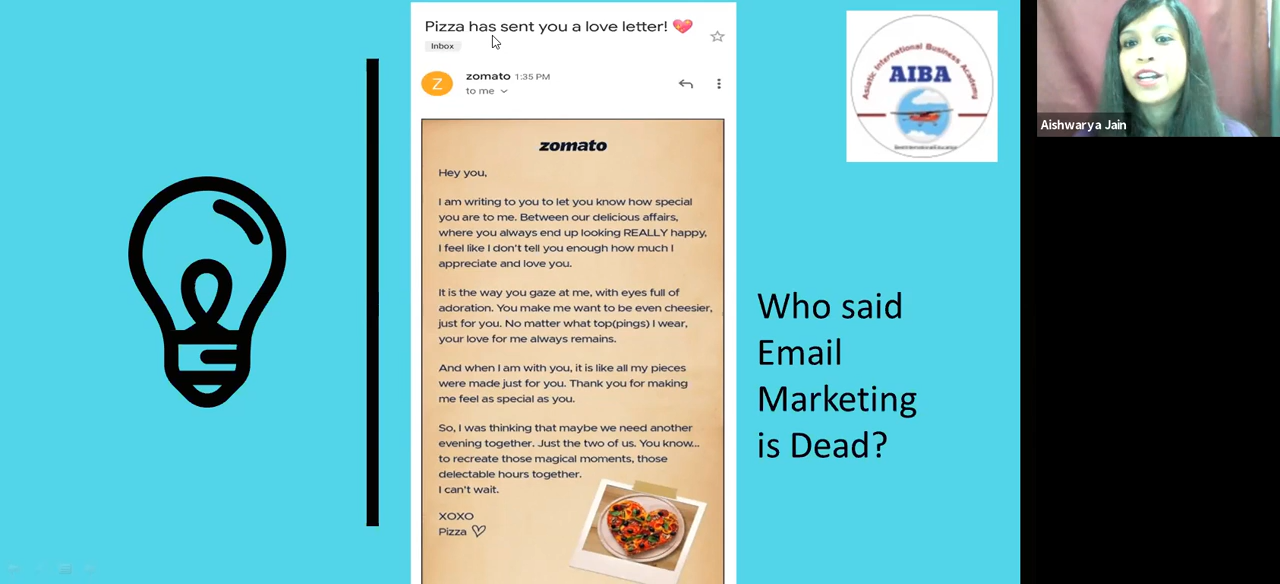 Pizza has sent you a love letter! 💖
Inbox
Z
zomato 1:35 PM
to me
zomato
Hey you,
I am writing to you to let you know how special
you are to me. Between our delicious affairs,
where you always end up looking REALLY happy,
I feel like I don't tell you enough how much I
appreciate and love you.
It is the way you gaze at me, with eyes full of
adoration. You make me want to be even cheesier,
just for you. No matter what top(pings) I wear,
your love for me always remains.
And when I am with you, it is like all my pieces
were made just for you. Thank you for making
me feel as special as you.
So, I was thinking that maybe we need another
evening together. Just the two of us. You know...
to recreate those magical moments, those
delectable hours together.
I can't wait.
XOXO
Pizza
Who said
Email
Marketing
is Dead?
Asiatic International Business Academy
AIBA
Aishwarya Jain